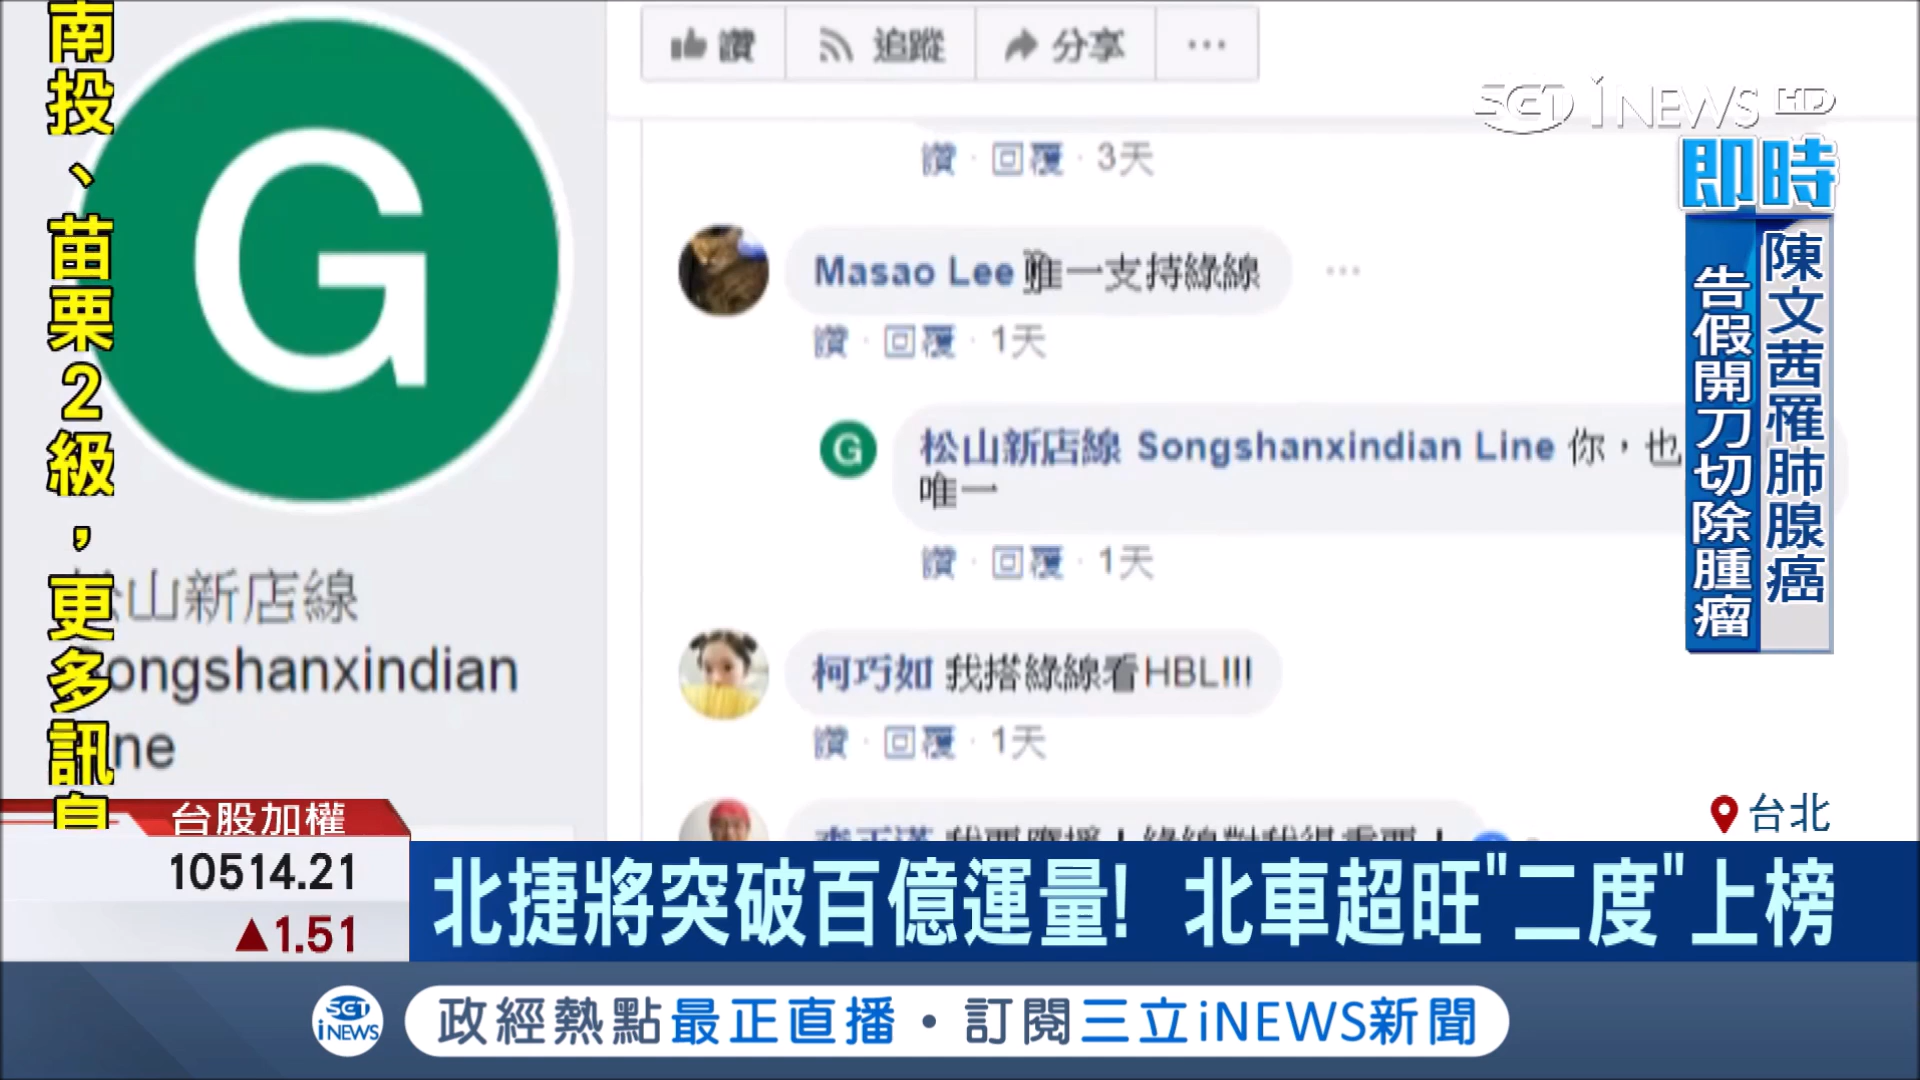 南投、苗栗2級，更多訊息
G
松山新店線
Songshanxindian
Line
讚
追蹤
分享
讚 · 回覆 · 3天
Masao Lee 唯一支持綠線
讚 · 回覆 · 1天
G
松山新店線 Songshanxindian Line 你，也
唯一
讚 · 回覆 · 1天
柯巧如 我搭綠線看HBL!!!
讚 · 回覆 · 1天
SET iNEWS HD
即時
陳文茜罹肺腺癌
告假開刀切除腫瘤
台北
台股加權
10514.21
▲1.51
北捷將突破百億運量! 北車超旺"二度"上榜
SET iNEWS
政經熱點最正直播・訂閱三立iNEWS新聞